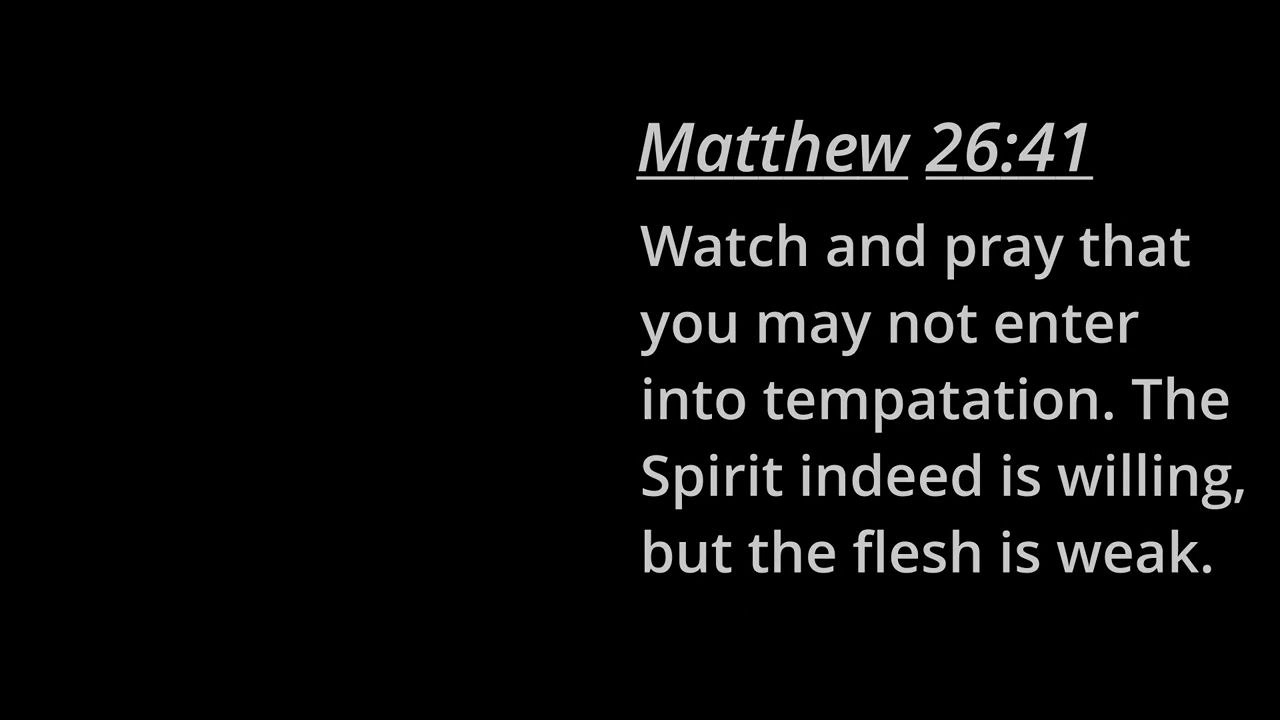 Matthew 26:41
Watch and pray that
you may not enter
into tempatation. The
Spirit indeed is willing,
but the flesh is weak.